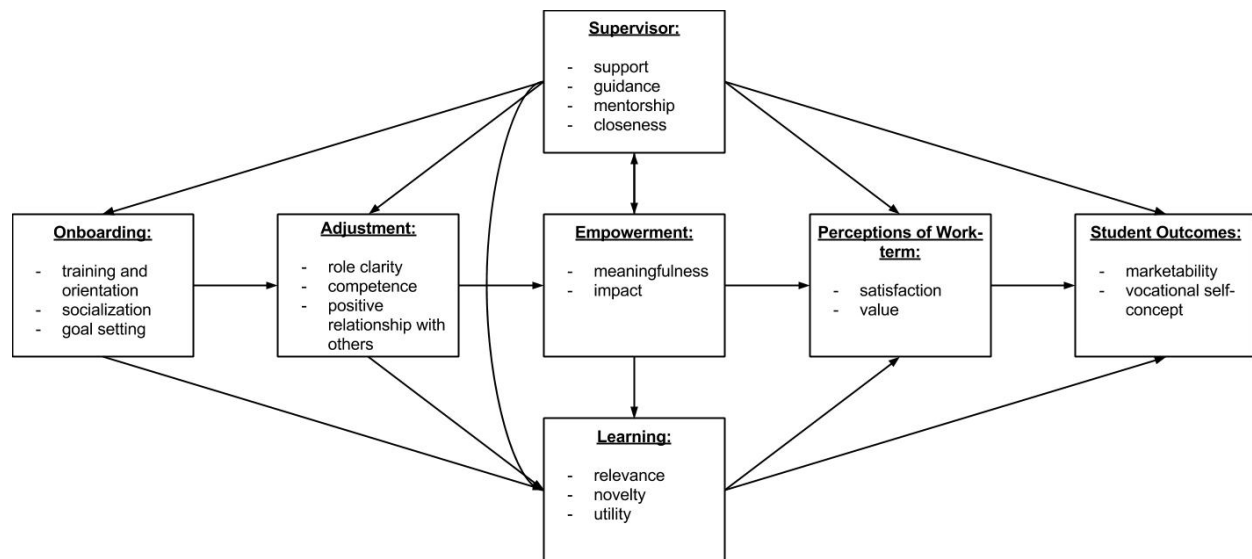 Supervisor:
- support
- guidance
- mentorship
- closeness
Onboarding:
- training and
orientation
- socialization
- goal setting
Adjustment:
- role clarity
- competence
- positive
relationship with
others
Empowerment:
- meaningfulness
- impact
Perceptions of Work-
term:
- satisfaction
- value
Student Outcomes:
- marketability
- vocational self-
concept
Learning:
- relevance
- novelty
- utility